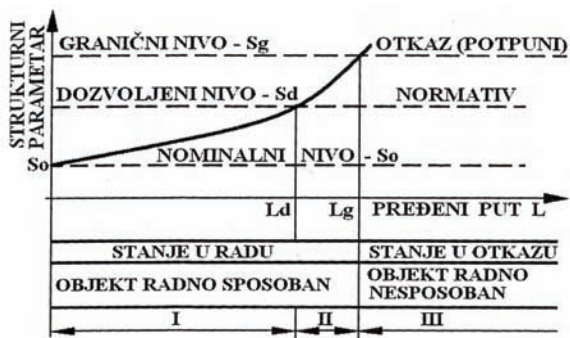 STRUKTURNI
PARAMETAR
GRANIČNI NIVO - Sg
OTKAZ (POTPUNI)
DOZVOLJENI NIVO - Sd
NORMATIV
So
NOMINALNI NIVO - So
Ld
Lg
PREĐENI PUT L
STANJE U RADU
STANJE U OTKAZU
OBJEKT RADNO SPOSOBAN
OBJEKT RADNO
NESPOSOBAN
I
II
III